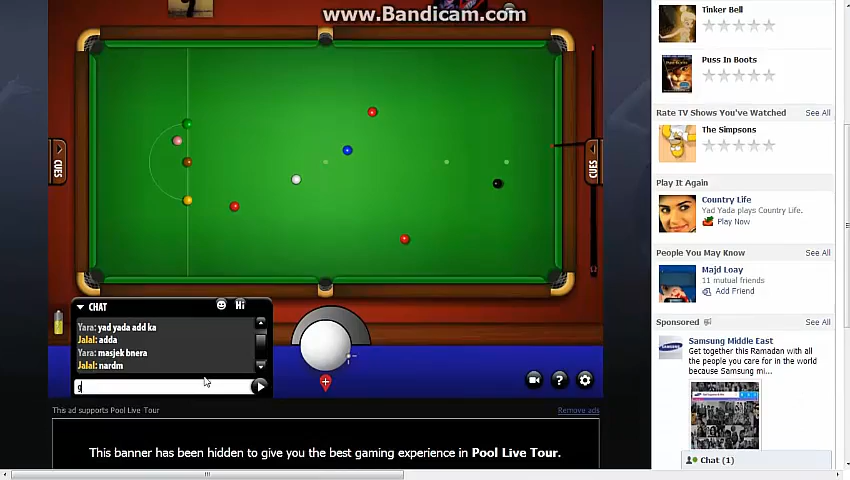 www.Bandicam.com
CUES
CUES
CHAT
Hi
Yara: yad yada add ka
Jalal: adda
Yara: masjek bnera
Jalal: nardm
g
?
This ad supports Pool Live Tour
Remove ads
This banner has been hidden to give you the best gaming experience in Pool Live Tour.
Tinker Bell
Puss In Boots
Rate TV Shows You've Watched
See All
The Simpsons
Play It Again
Country Life
Yad Yada plays Country Life.
Play Now
People You May Know
See All
Majd Loay
11 mutual friends
Add Friend
Sponsored
See All
Samsung Middle East
Get together this Ramadan with all
the people you care for in the world
because Samsung mi...
Chat (1)